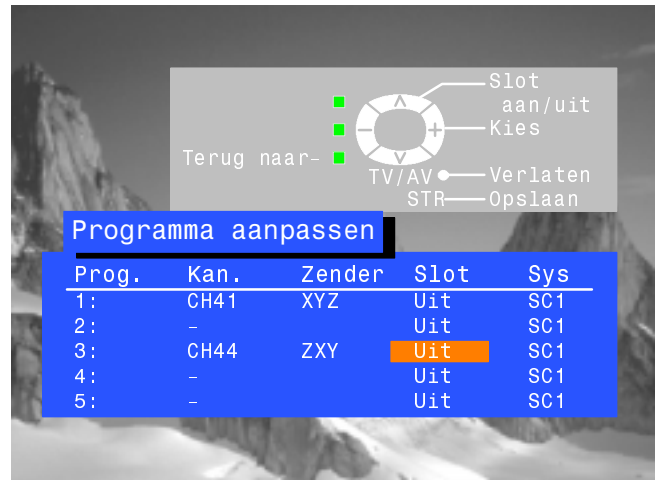 Slot
aan/uit
Kies
Terug naar–
TV/AV
Verlaten
STR
Opslaan
Programma aanpassen
Prog. Kan. Zender Slot Sys
1: CH41 XYZ Uit SC1
2: – Uit SC1
3: CH44 ZXY Uit SC1
4: – Uit SC1
5: – Uit SC1